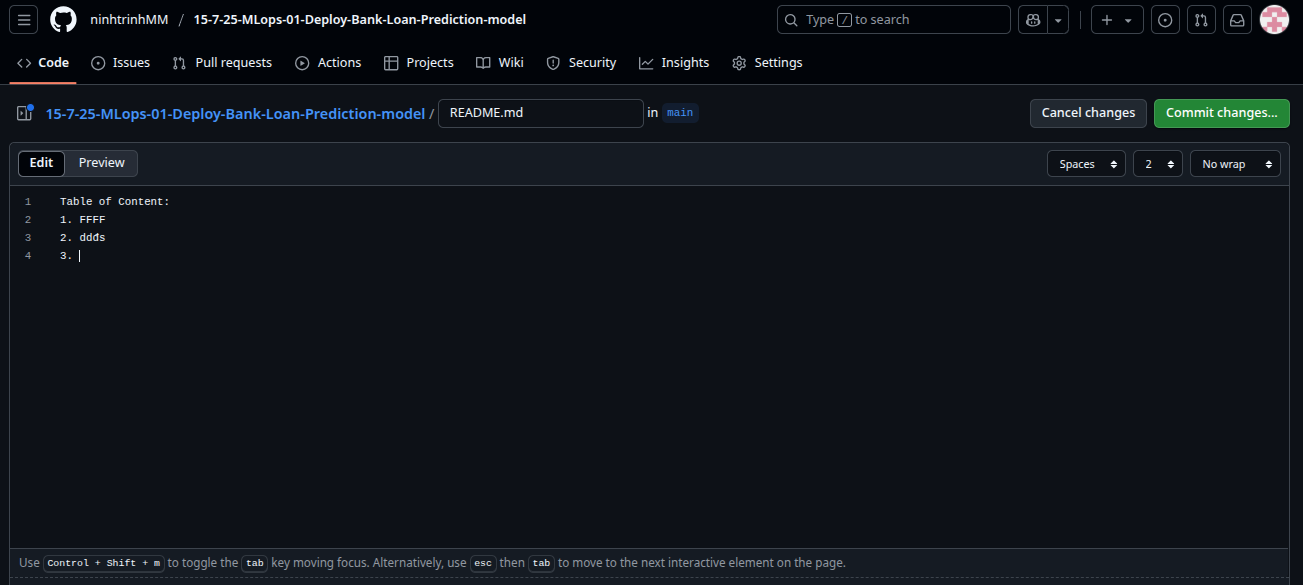 ninhtrinhMM / 15-7-25-MLops-01-Deploy-Bank-Loan-Prediction-model Type / to search
Code Issues Pull requests Actions Projects Wiki Security Insights Settings
15-7-25-MLops-01-Deploy-Bank-Loan-Prediction-model / README.md in main Cancel changes Commit changes...
Edit Preview Spaces 2 No wrap
1 Table of Content:
2 1. FFFF
3 2. ddds
4 3.
Use Control + Shift + m to toggle the tab key moving focus. Alternatively, use esc then tab to move to the next interactive element on the page.